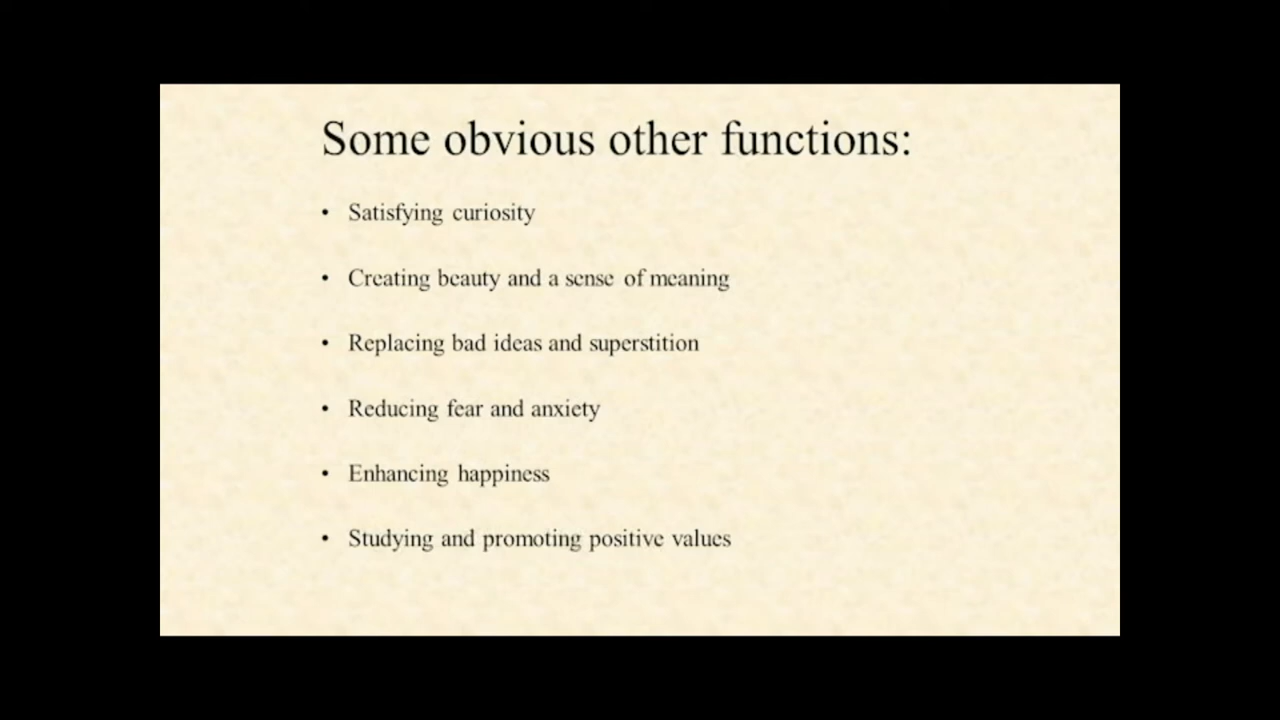 Some obvious other functions:
• Satisfying curiosity
• Creating beauty and a sense of meaning
• Replacing bad ideas and superstition
• Reducing fear and anxiety
• Enhancing happiness
• Studying and promoting positive values